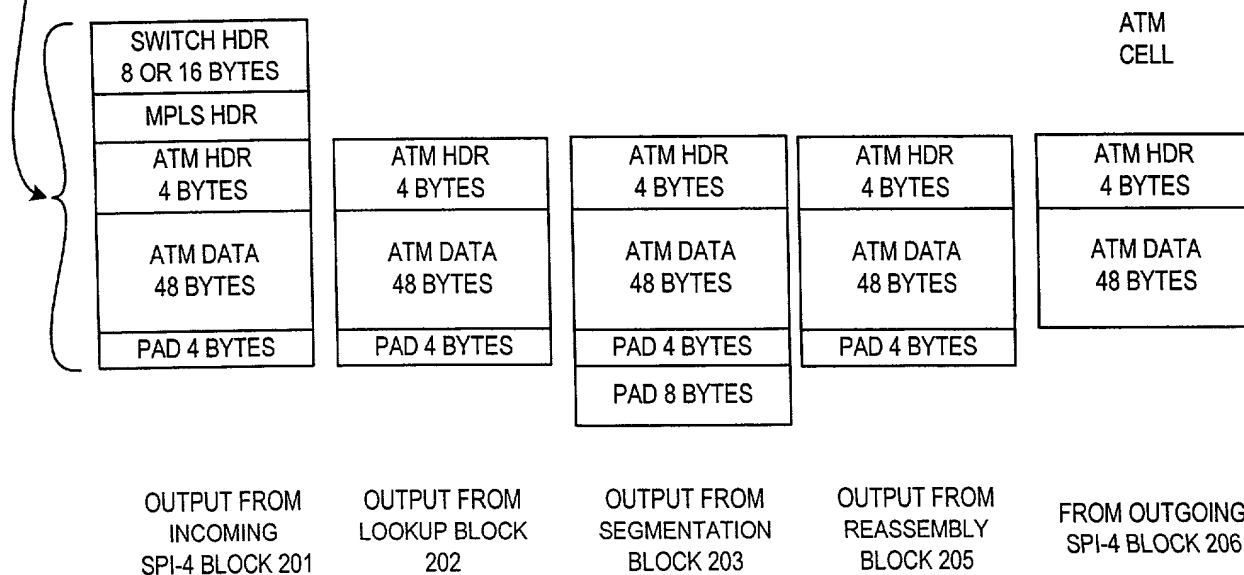 SWITCH HDR
8 OR 16 BYTES
MPLS HDR
ATM HDR
4 BYTES
ATM DATA
48 BYTES
PAD 4 BYTES
OUTPUT FROM
INCOMING
SPI-4 BLOCK 201
ATM HDR
4 BYTES
ATM DATA
48 BYTES
PAD 4 BYTES
OUTPUT FROM
LOOKUP BLOCK
202
ATM HDR
4 BYTES
ATM DATA
48 BYTES
PAD 4 BYTES
PAD 8 BYTES
OUTPUT FROM
SEGMENTATION
BLOCK 203
ATM HDR
4 BYTES
ATM DATA
48 BYTES
PAD 4 BYTES
OUTPUT FROM
REASSEMBLY
BLOCK 205
ATM
CELL
ATM HDR
4 BYTES
ATM DATA
48 BYTES
FROM OUTGOING
SPI-4 BLOCK 206